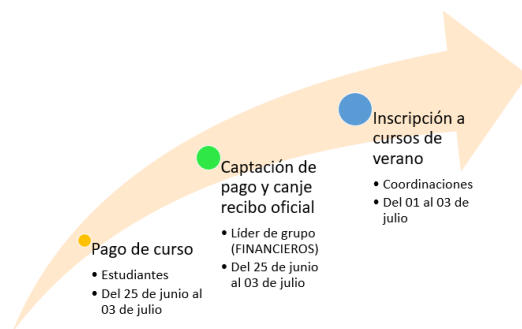 Pago de curso
• Estudiantes
• Del 25 de junio al
03 de julio
Captación de
pago y canje
recibo oficial
• Líder de grupo
(FINANCIEROS)
• Del 25 de junio
al 03 de julio
Inscripción a
cursos de
verano
• Coordinaciones
• Del 01 al 03 de
julio